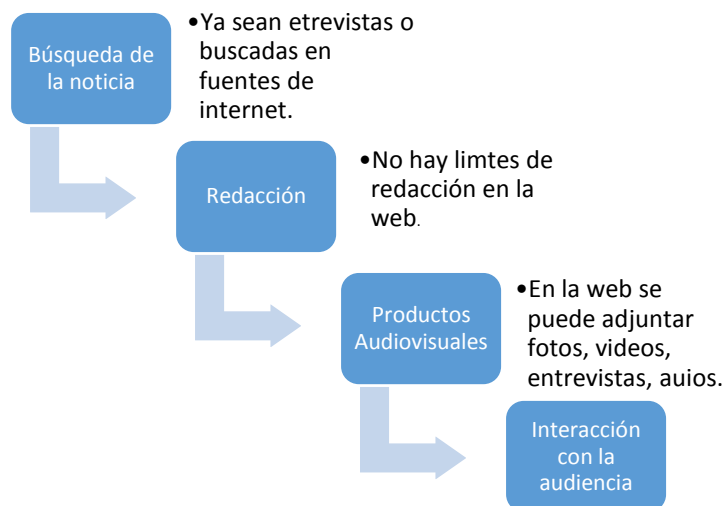 Búsqueda de
la noticia
•Ya sean etrevistas o
buscadas en
fuentes de
internet.
Redacción
•No hay limtes de
redacción en la
web.
Productos
Audiovisuales
•En la web se
puede adjuntar
fotos, videos,
entrevistas, auios.
Interacción
con la
audiencia